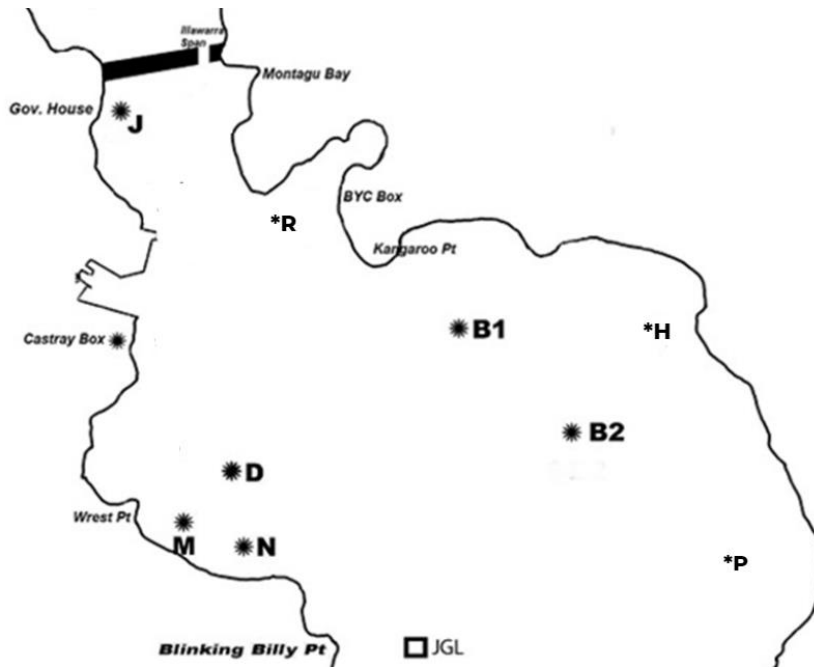 Illawarra
Span
Montagu Bay
Gov. House
J
BYC Box
*R
Kangaroo Pt
Castray Box
B1
*H
B2
D
Wrest Pt
M
N
*P
Blinking Billy Pt
JGL